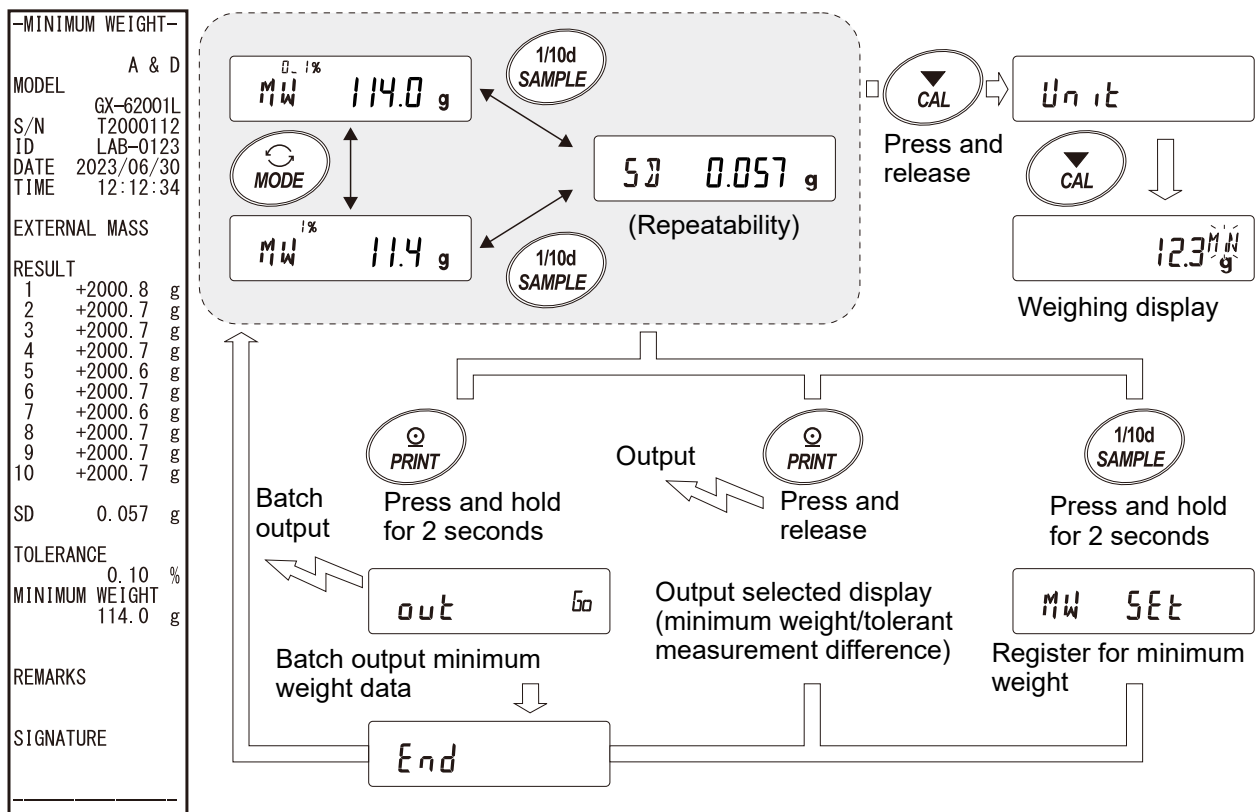 -MINIMUM WEIGHT-
A & D
MODEL
GX-62001L
S/N T2000112
ID LAB-0123
DATE 2023/06/30
TIME 12:12:34
EXTERNAL MASS
RESULT
1 +2000.8 g
2 +2000.7 g
3 +2000.7 g
4 +2000.7 g
5 +2000.6 g
6 +2000.7 g
7 +2000.6 g
8 +2000.7 g
9 +2000.7 g
10 +2000.7 g
SD 0.057 g
TOLERANCE
0.10 %
MINIMUM WEIGHT
114.0 g
REMARKS
SIGNATURE
0_1%
MW 114.0 g
1/10d
SAMPLE
MODE
SD 0.057 g
(Repeatability)
1%
MW 11.4 g
1/10d
SAMPLE
CAL
Press and
release
Unit
CAL
12.3 MIN
g
Weighing display
PRINT
Press and hold
for 2 seconds
Batch
output
out Go
Batch output minimum
weight data
End
Output
PRINT
Press and
release
Output selected display
(minimum weight/tolerant
measurement difference)
1/10d
SAMPLE
Press and hold
for 2 seconds
MW SEt
Register for minimum
weight